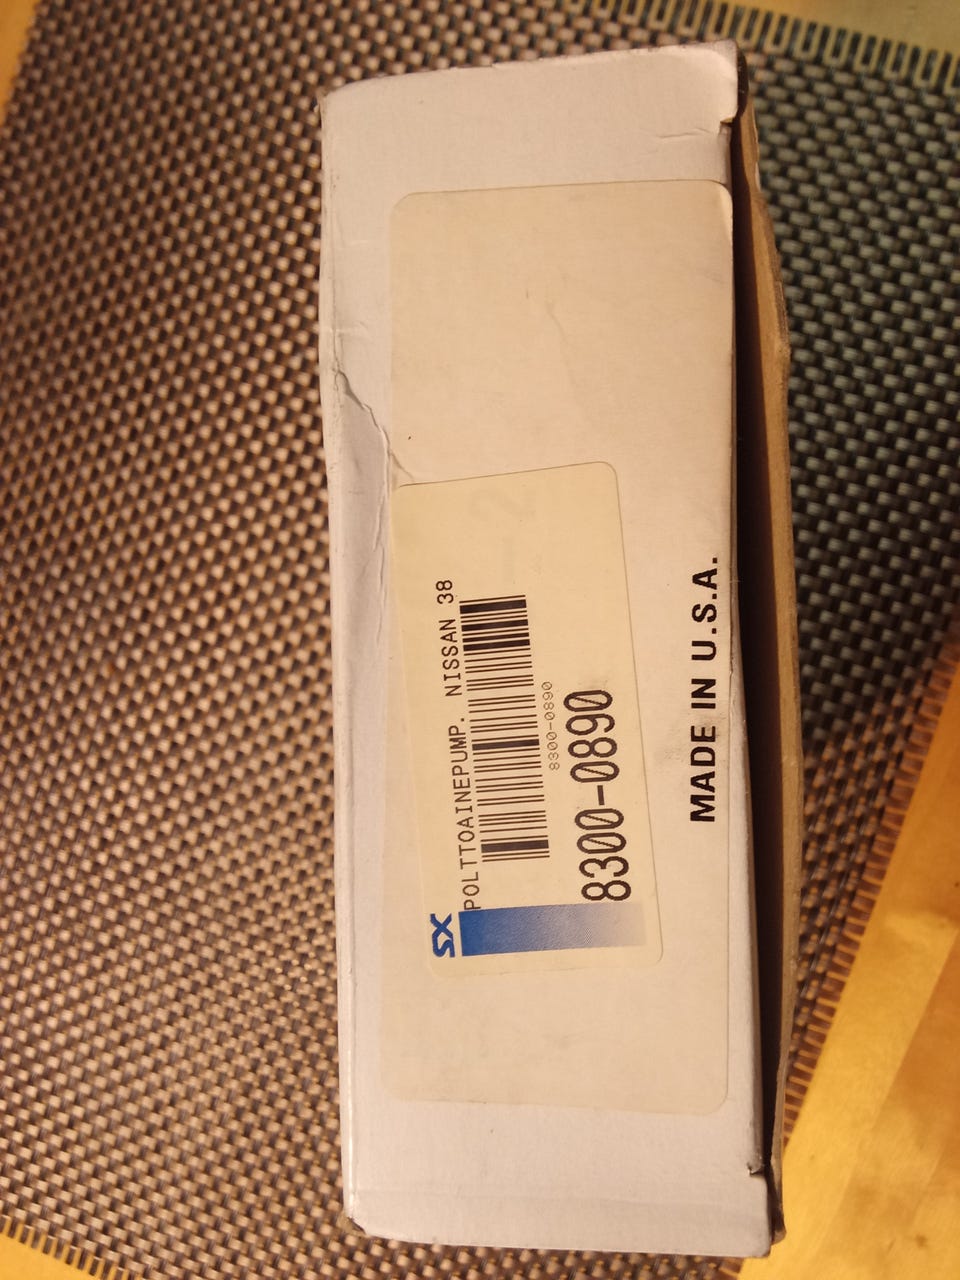 SX
POLTTOAINEPUMP. NISSAN 38
8300-0890
8300-0890
MADE IN U.S.A.